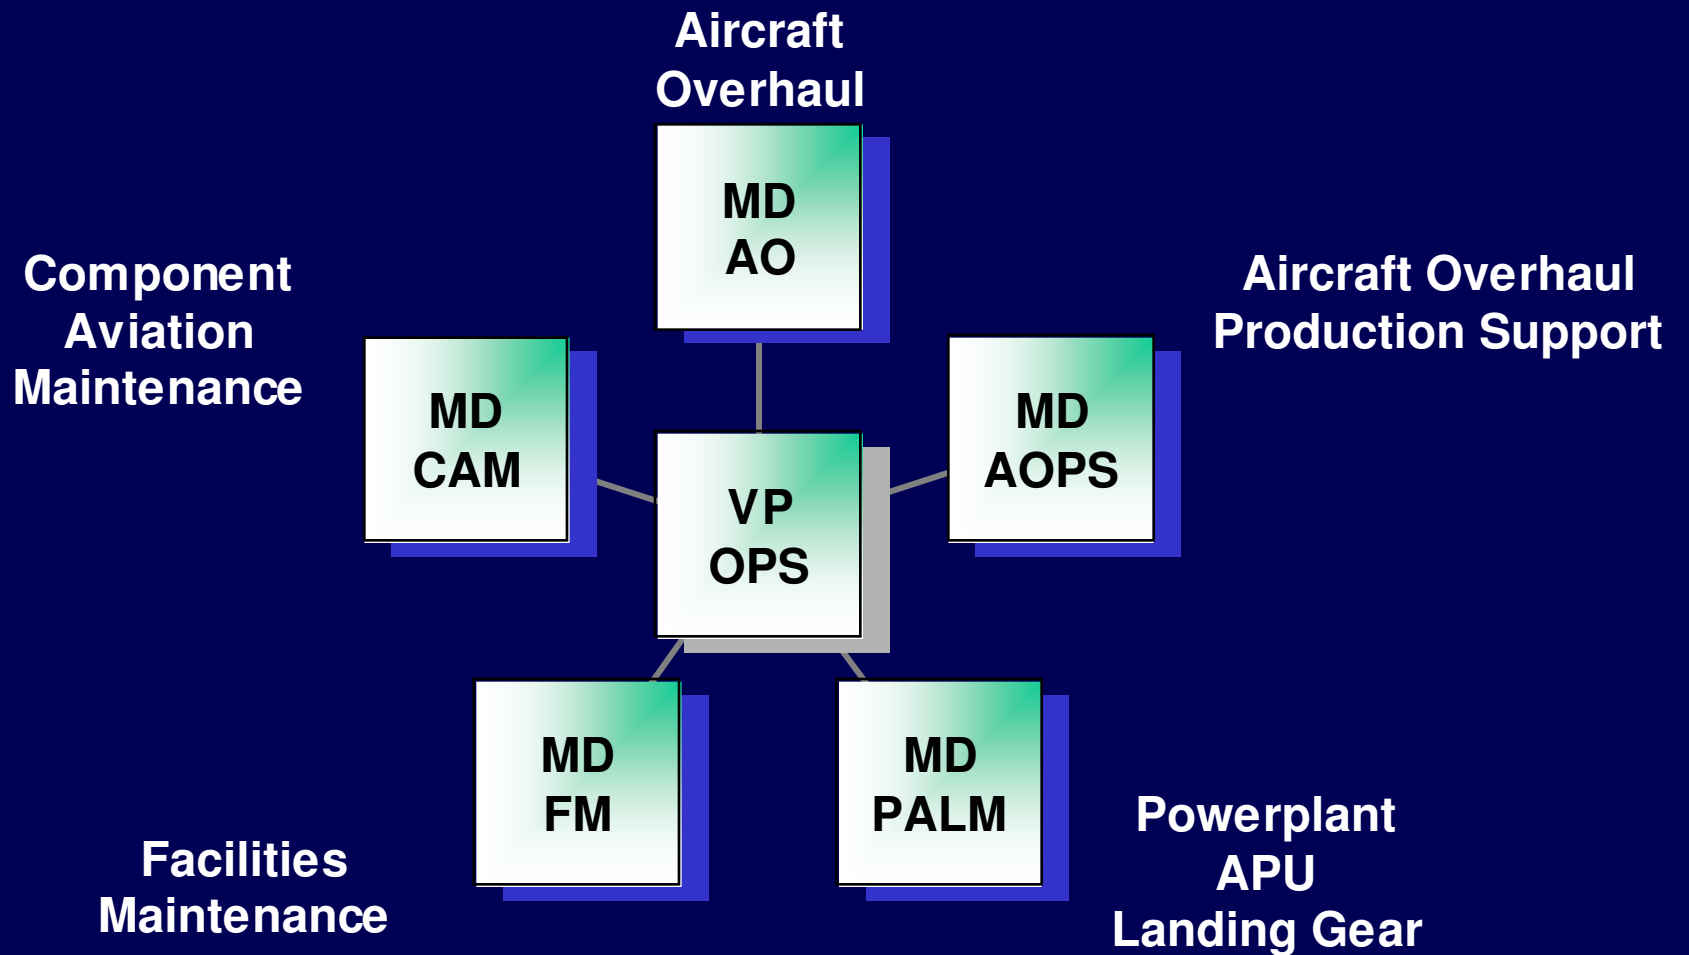 Aircraft
Overhaul
MD
AO
Component
Aviation
Maintenance
MD
CAM
Aircraft Overhaul
Production Support
MD
AOPS
VP
OPS
MD
FM
Facilities
Maintenance
MD
PALM
Powerplant
APU
Landing Gear